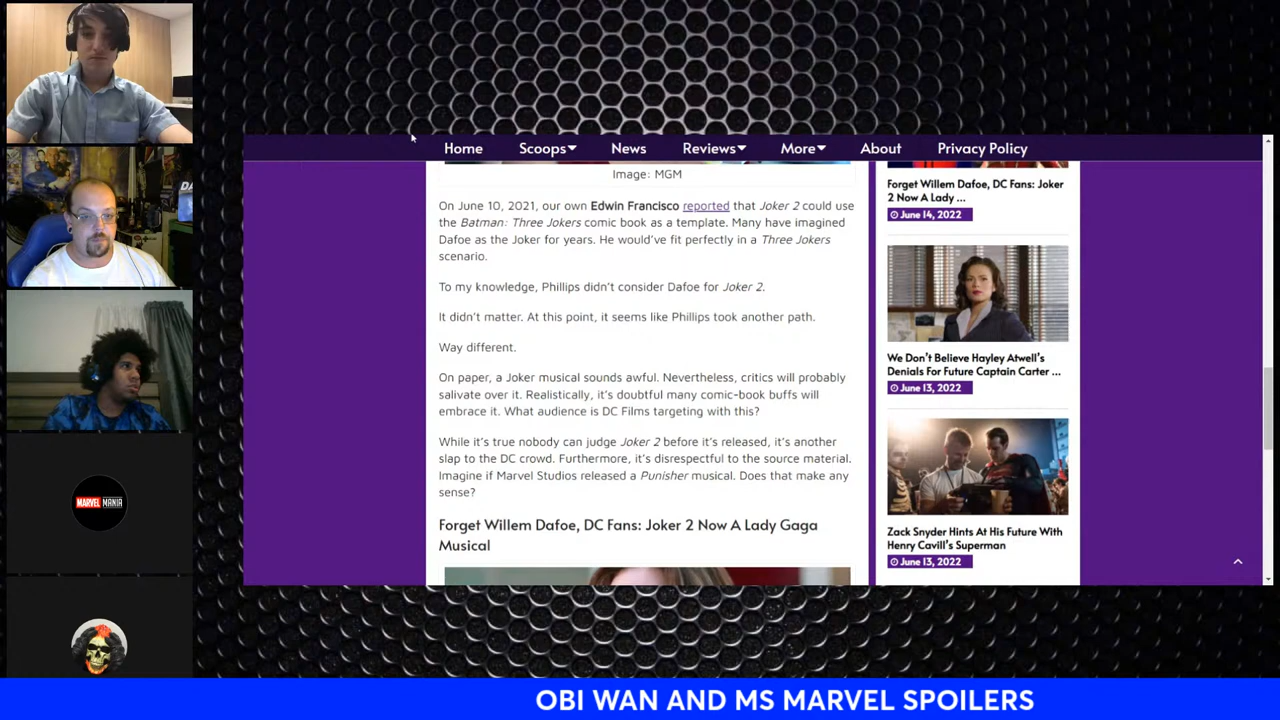 Home Scoops News Reviews More About Privacy Policy
Image: MGM
On June 10, 2021, our own Edwin Francisco reported that Joker 2 could use
the Batman: Three Jokers comic book as a template. Many have imagined
Dafoe as the Joker for years. He would've fit perfectly in a Three Jokers
scenario.
To my knowledge, Phillips didn't consider Dafoe for Joker 2.
It didn't matter. At this point, it seems like Phillips took another path.
Way different.
On paper, a Joker musical sounds awful. Nevertheless, critics will probably
salivate over it. Realistically, it's doubtful many comic-book buffs will
embrace it. What audience is DC Films targeting with this?
While it's true nobody can judge Joker 2 before it's released, it's another
slap to the DC crowd. Furthermore, it's disrespectful to the source material.
Imagine if Marvel Studios released a Punisher musical. Does that make any
sense?
Forget Willem Dafoe, DC Fans: Joker 2 Now A Lady Gaga
Musical
Forget Willem Dafoe, DC Fans: Joker
2 Now A Lady ...
June 14, 2022
We Don't Believe Hayley Atwell's
Denials For Future Captain Carter ...
June 13, 2022
Zack Snyder Hints At His Future With
Henry Cavill's Superman
June 13, 2022
MARVEL MANIA
OBI WAN AND MS MARVEL SPOILERS